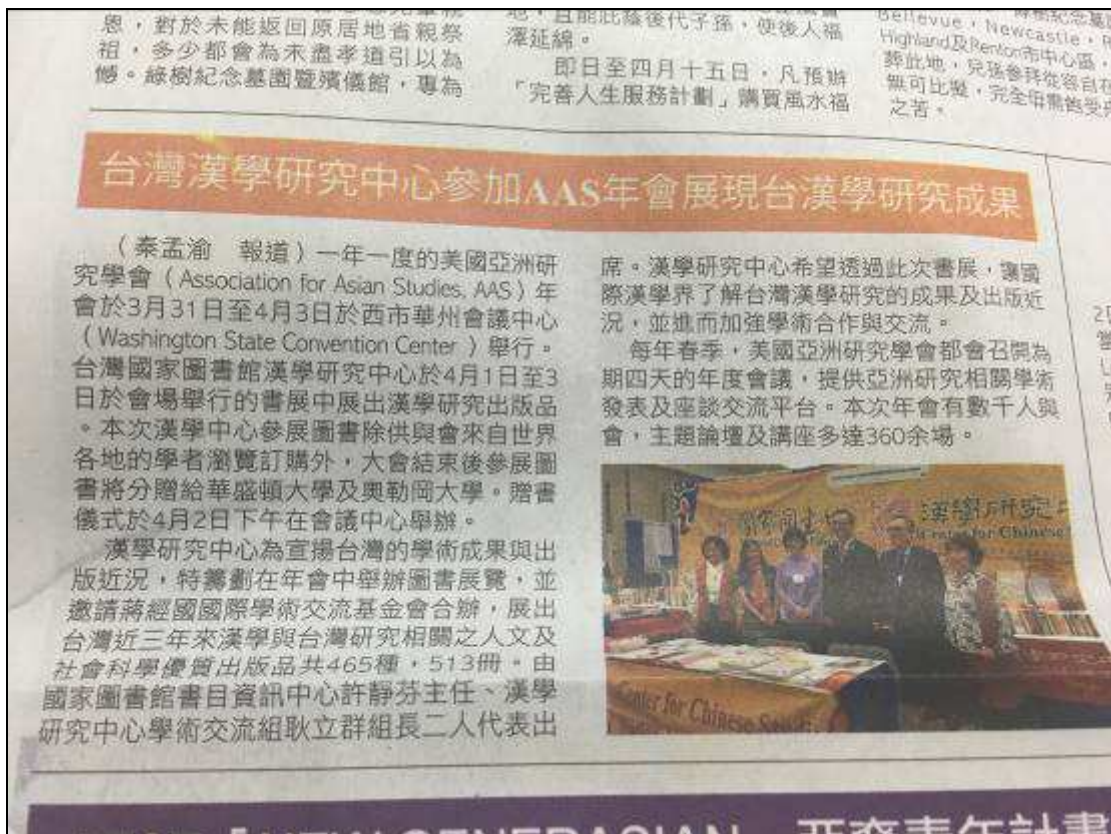 恩，對於未能返回原居地省親祭
祖，多少都會為未盡孝道引以為
憾。綠樹紀念墓園暨殯儀館，專為
地，且能庇蔭後代子孫，使後人福
澤延綿。
即日至四月十五日，凡預辦
「完善人生服務計劃」購買風水福
Bellevue，Newcastle，
Highland及Renton市中心區，
葬此地，兒孫參拜從容自在
無可比擬，完全毋需飽受
之苦。
台灣漢學研究中心參加AAS年會展現台漢學研究成果
（秦孟渝　報道）一年一度的美國亞洲研
究學會（Association for Asian Studies, AAS）年
會於3月31日至4月3日於西市華州會議中心
（Washington State Convention Center）舉行。
台灣國家圖書館漢學研究中心於4月1日至3
日於會場舉行的書展中展出漢學研究出版品
。本次漢學中心參展圖書除供與會來自世界
各地的學者瀏覽訂購外，大會結束後參展圖
書將分贈給華盛頓大學及奧勒岡大學。贈書
儀式於4月2日下午在會議中心舉辦。
漢學研究中心為宣揚台灣的學術成果與出
版近況，特籌劃在年會中舉辦圖書展覽，並
邀請蔣經國國際學術交流基金會合辦，展出
台灣近三年來漢學與台灣研究相關之人文及
社會科學優質出版品共465種，513冊。由
國家圖書館書目資訊中心許靜芬主任、漢學
研究中心學術交流組耿立群組長二人代表出
席。漢學研究中心希望透過此次書展，讓國
際漢學界了解台灣漢學研究的成果及出版近
況，並進而加強學術合作與交流。
每年春季，美國亞洲研究學會都會召開為
期四天的年度會議，提供亞洲研究相關學術
發表及座談交流平台。本次年會有數千人與
會，主題論壇及講座多達360余場。
漢學研究
Center for Chinese
Center for Chinese Studies
NEW GENERASIAN